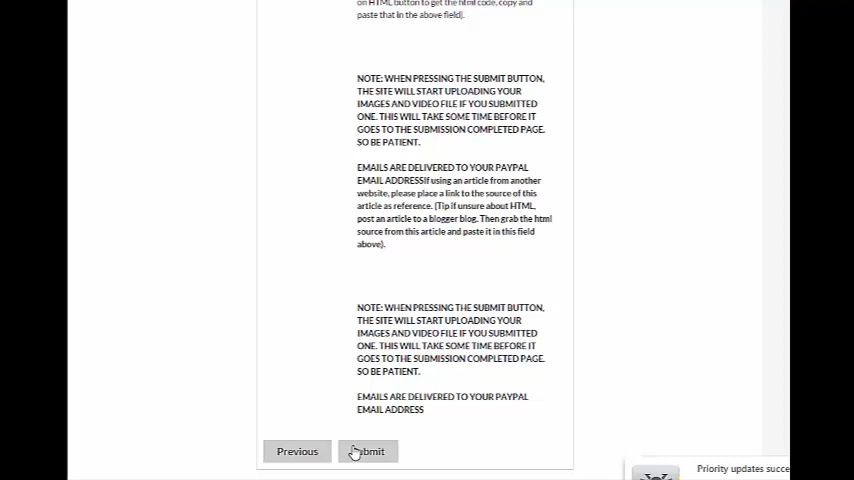 on HTML button to get the html code, copy and
paste that in the above field).
NOTE: WHEN PRESSING THE SUBMIT BUTTON,
THE SITE WILL START UPLOADING YOUR
IMAGES AND VIDEO FILE IF YOU SUBMITTED
ONE. THIS WILL TAKE SOME TIME BEFORE IT
GOES TO THE SUBMISSION COMPLETED PAGE.
SO BE PATIENT.
EMAILS ARE DELIVERED TO YOUR PAYPAL
EMAIL ADDRESSIf using an article from another
website, please place a link to the source of this
article as reference. (Tip if unsure about HTML,
post an article to a blogger blog. Then grab the html
source from this article and paste it in this field
above).
NOTE: WHEN PRESSING THE SUBMIT BUTTON,
THE SITE WILL START UPLOADING YOUR
IMAGES AND VIDEO FILE IF YOU SUBMITTED
ONE. THIS WILL TAKE SOME TIME BEFORE IT
GOES TO THE SUBMISSION COMPLETED PAGE.
SO BE PATIENT.
EMAILS ARE DELIVERED TO YOUR PAYPAL
EMAIL ADDRESS
Previous Submit
Priority updates succe